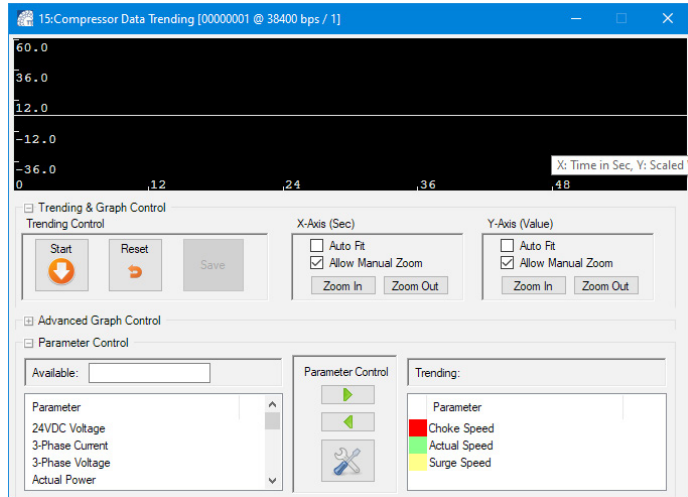 15:Compressor Data Trending [00000001 @ 38400 bps / 1]
60.0
36.0
12.0
-12.0
-36.0
X: Time in Sec, Y: Scaled
0 12 24 36 48
Trending & Graph Control
Trending Control X-Axis (Sec) Y-Axis (Value)
Start Reset Save
Auto Fit Auto Fit
Allow Manual Zoom Allow Manual Zoom
Zoom In Zoom Out Zoom In Zoom Out
Advanced Graph Control
Parameter Control
Available: Parameter Control Trending:
Parameter Parameter
24VDC Voltage Choke Speed
3-Phase Current Actual Speed
3-Phase Voltage Surge Speed
Actual Power